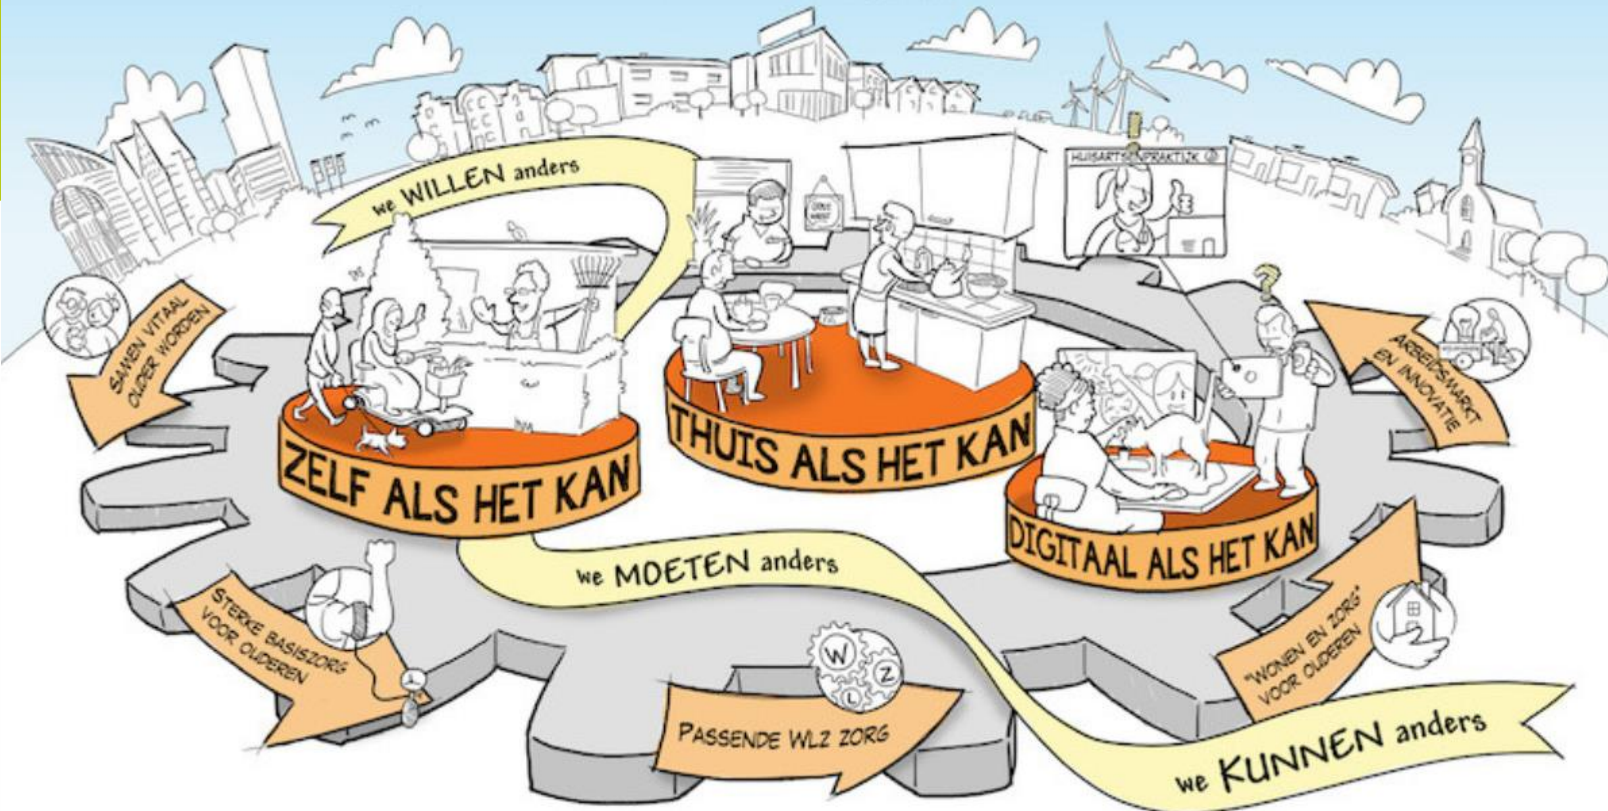 we WILLEN anders
HUISARTSENPRAKTIJK
SAMEN VITAAL
OUDER WORDEN
ARBEIDSMARKT
EN INNOVATIE
ZELF ALS HET KAN
THUIS ALS HET KAN
DIGITAAL ALS HET KAN
we MOETEN anders
STERKE BASISZORG
VOOR OUDEREN
W
Z
L
PASSENDE WLZ ZORG
"WONEN EN ZORG"
VOOR OUDEREN
we KUNNEN anders
?
!